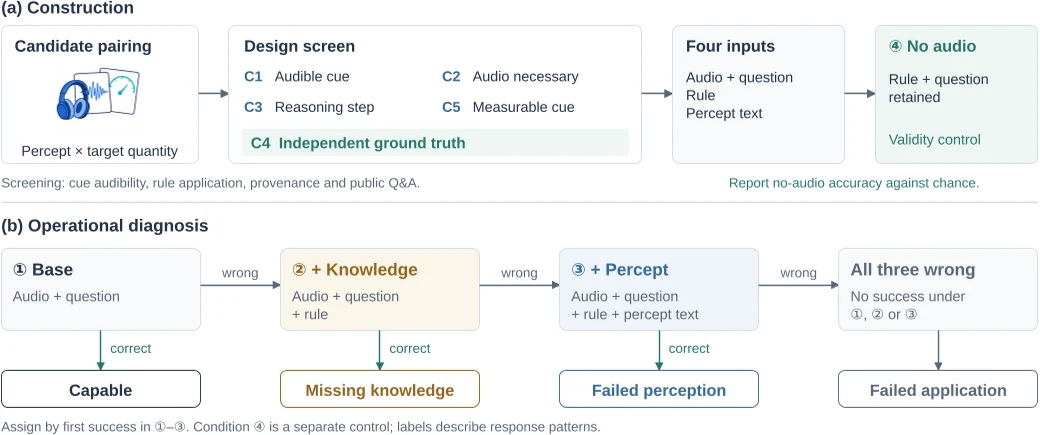 (a) Construction
Candidate pairing
Percept × target quantity
Design screen
C1 Audible cue
C2 Audio necessary
C3 Reasoning step
C5 Measurable cue
C4 Independent ground truth
Four inputs
Audio + question
Rule
Percept text
④ No audio
Rule + question
retained
Validity control
Screening: cue audibility, rule application, provenance and public Q&A.
Report no-audio accuracy against chance.
(b) Operational diagnosis
① Base
Audio + question
wrong
② + Knowledge
Audio + question
+ rule
wrong
③ + Percept
Audio + question
+ rule + percept text
wrong
All three wrong
No success under
①, ② or ③
correct
correct
correct
Capable
Missing knowledge
Failed perception
Failed application
Assign by first success in ①–③. Condition ④ is a separate control; labels describe response patterns.